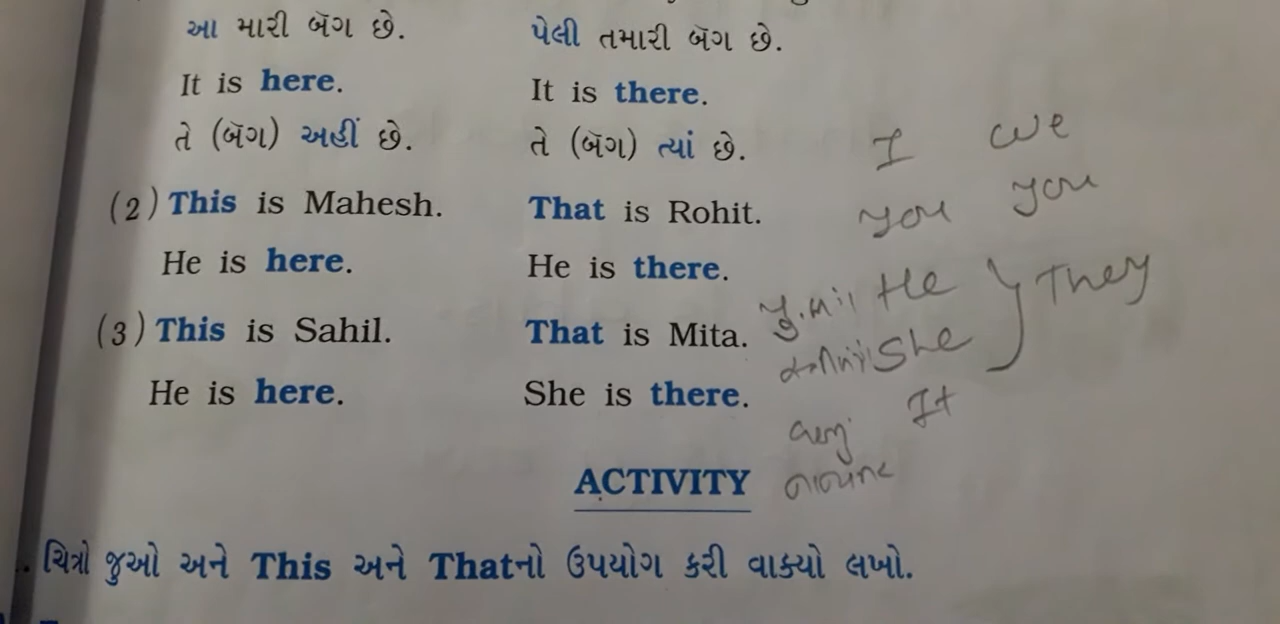 આ મારી બૅગ છે. પેલી તમારી બૅગ છે.
It is here. It is there.
તે (બૅગ) અહીં છે. તે (બૅગ) ત્યાં છે.
(2) This is Mahesh. That is Rohit.
He is here. He is there.
(3) This is Sahil. That is Mita.
He is here. She is there.
I we
you you
He } They
She
It
ACTIVITY
ચિત્રો જુઓ અને This અને Thatનો ઉપયોગ કરી વાક્યો લખો.